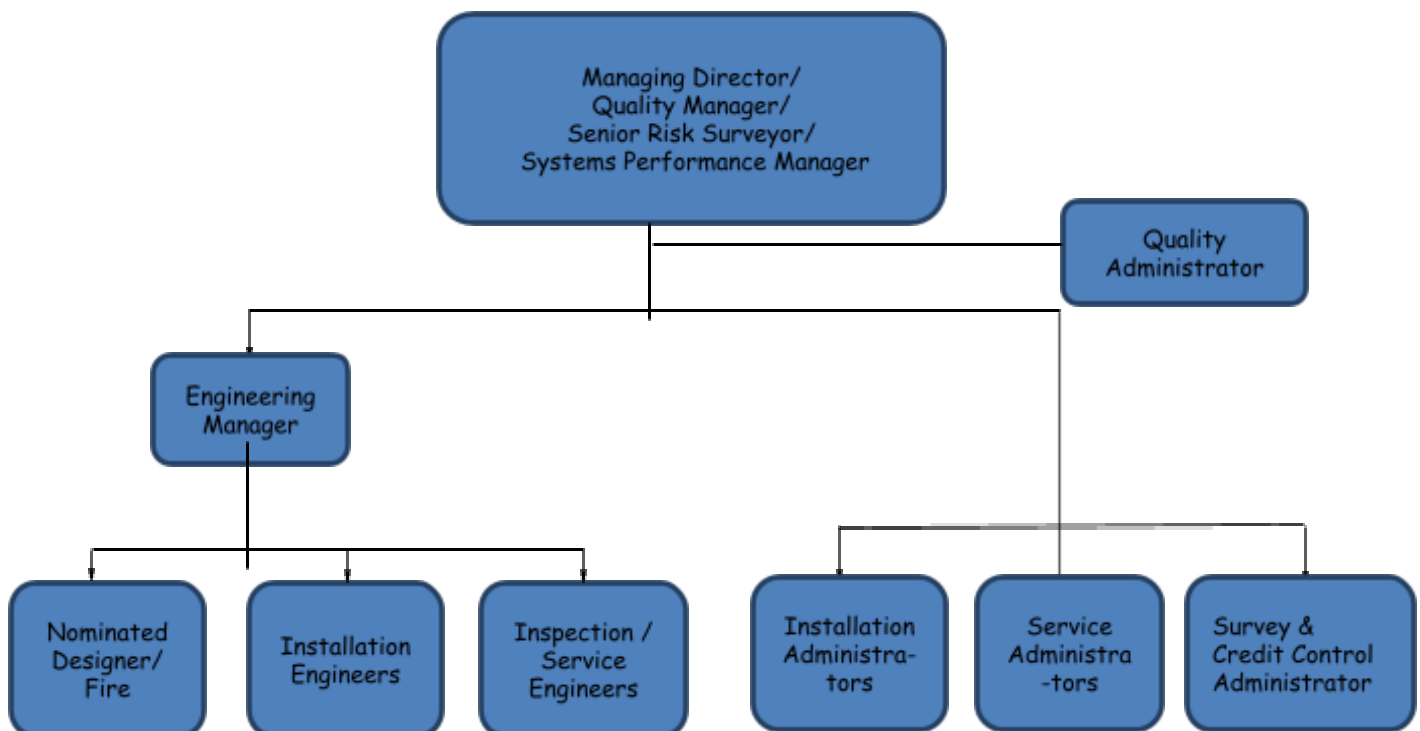 Managing Director/
Quality Manager/
Senior Risk Surveyor/
Systems Performance Manager
Quality
Administrator
Engineering
Manager
Nominated
Designer/
Fire
Installation
Engineers
Inspection /
Service
Engineers
Installation
Administra-
tors
Service
Administra
-tors
Survey &
Credit Control
Administrator